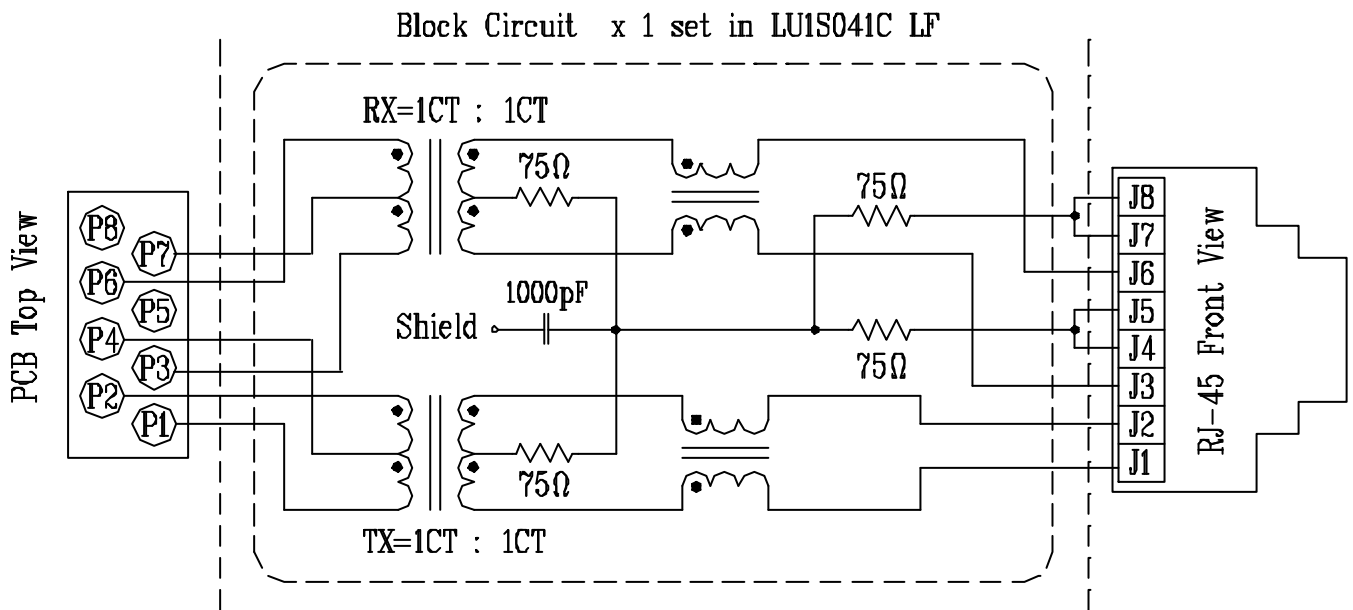 Block Circuit x 1 set in LU1S041C LF
RX=1CT : 1CT
75Ω
75Ω
J8
J7
J6
J5
J4
J3
J2
J1
RJ-45 Front View
PCB Top View
P8
P7
P6
P5
P4
P3
P2
P1
1000pF
Shield
75Ω
75Ω
TX=1CT : 1CT